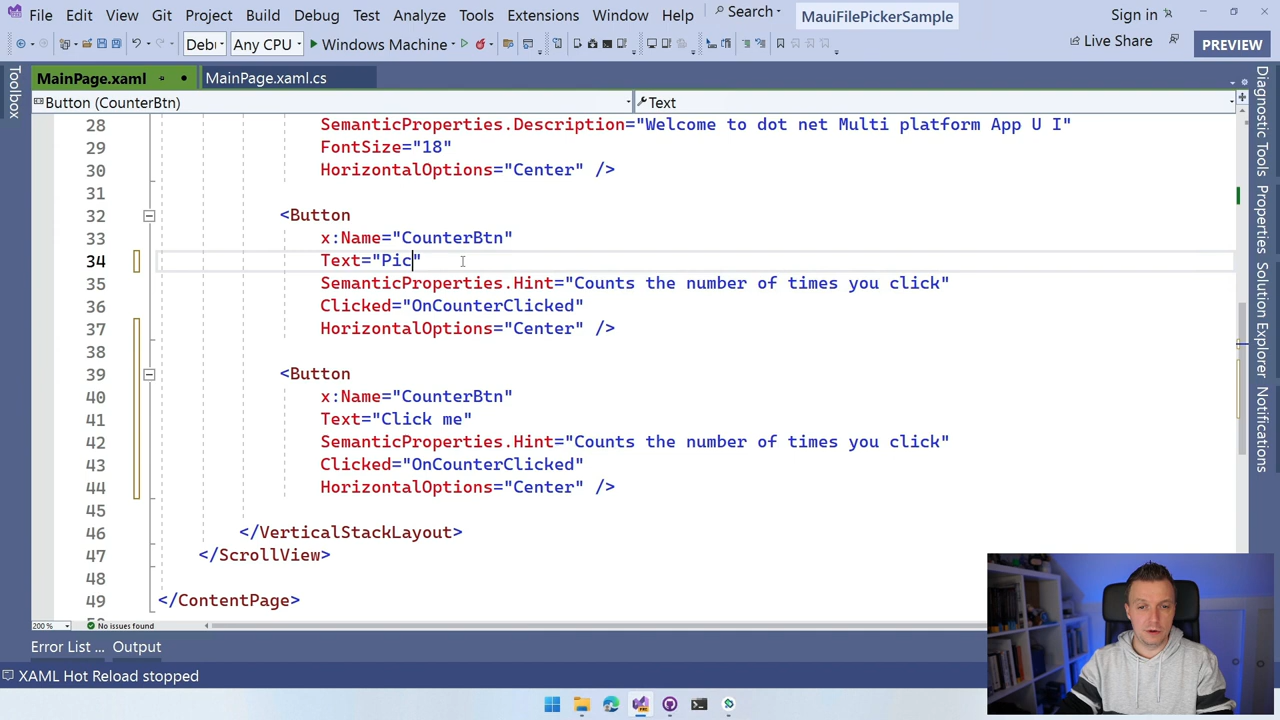 File Edit View Git Project Build Debug Test Analyze Tools Extensions Window Help Search MauiFilePickerSample Sign in
Debu Any CPU Windows Machine Live Share PREVIEW
MainPage.xaml MainPage.xaml.cs
Button (CounterBtn) Text
Toolbox
28 SemanticProperties.Description="Welcome to dot net Multi platform App U I"
29 FontSize="18"
30 HorizontalOptions="Center" />
31
32 <Button
33 x:Name="CounterBtn"
34 Text="Pic"
35 SemanticProperties.Hint="Counts the number of times you click"
36 Clicked="OnCounterClicked"
37 HorizontalOptions="Center" />
38
39 <Button
40 x:Name="CounterBtn"
41 Text="Click me"
42 SemanticProperties.Hint="Counts the number of times you click"
43 Clicked="OnCounterClicked"
44 HorizontalOptions="Center" />
45
46 </VerticalStackLayout>
47 </ScrollView>
48
49 </ContentPage>
Diagnostic Tools
Properties
Solution Explorer
Notifications
200 % No issues found
Error List ... Output
XAML Hot Reload stopped